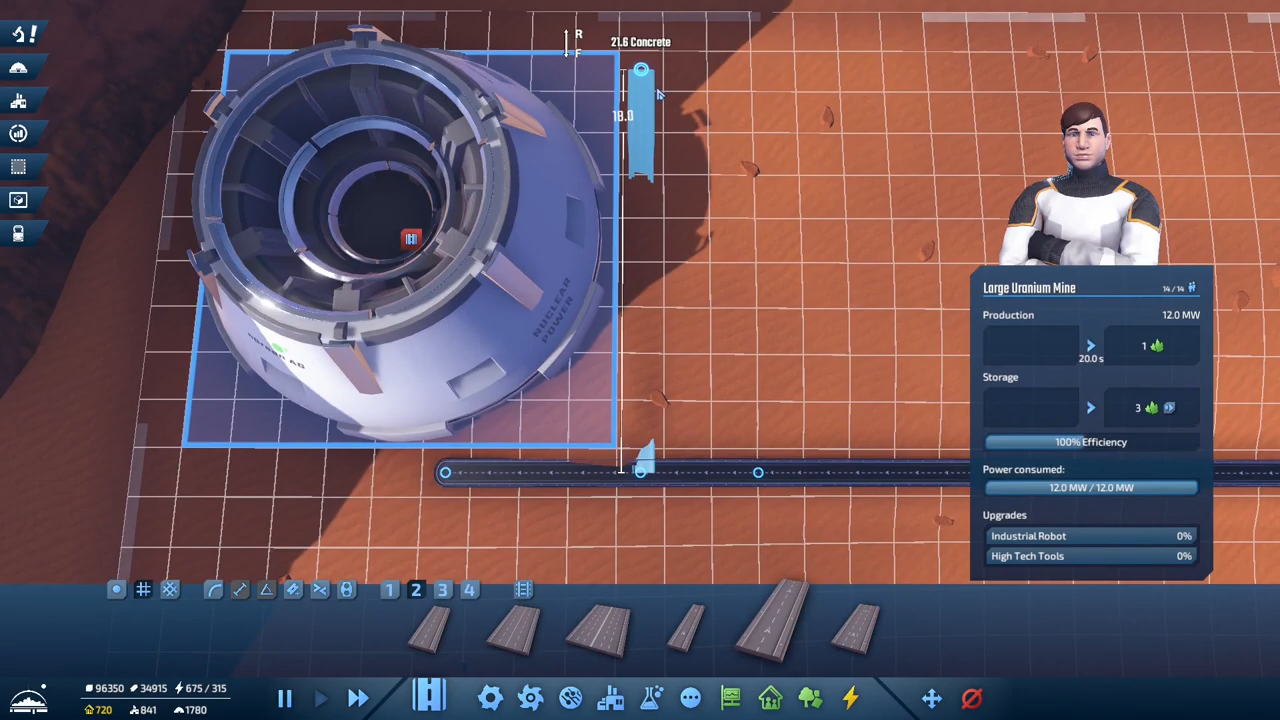 R
21.6 Concrete
F
18.0
NUCLEAR
POWER
AG
Large Uranium Mine 14/14
Production 12.0 MW
1
20.0 s
Storage
3
100% Efficiency
Power consumed:
12.0 MW / 12.0 MW
Upgrades
Industrial Robot 0%
High Tech Tools 0%
1 2 3 4
96350 34915 675 / 315
720 841 1780